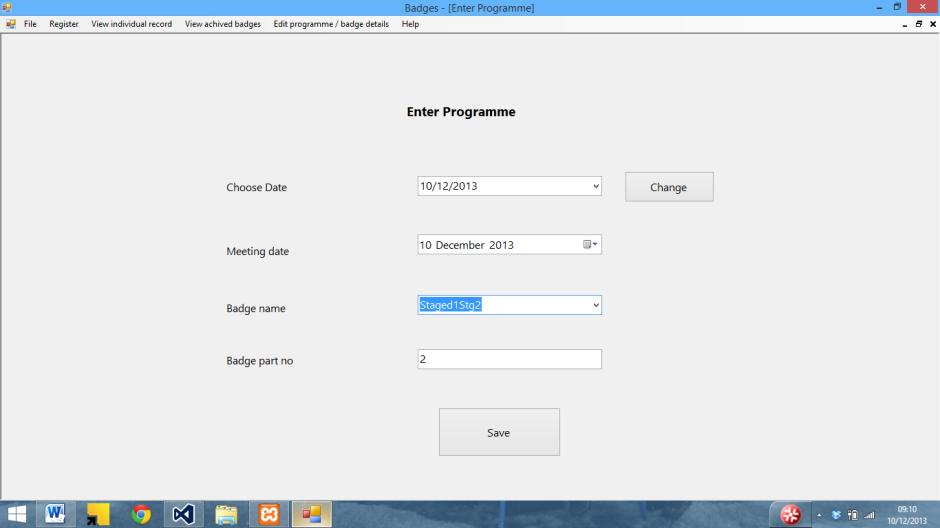 Badges - [Enter Programme]
File Register View individual record View achived badges Edit programme / badge details Help
Enter Programme
Choose Date 10/12/2013 Change
Meeting date 10 December 2013
Badge name Staged1Stg2
Badge part no 2
Save
09:10
10/12/2013